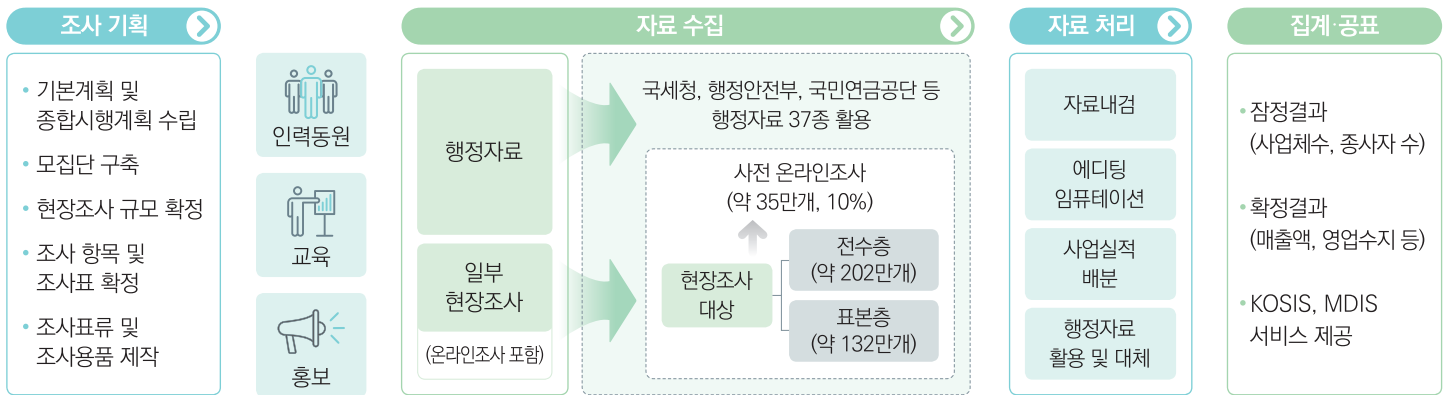 조사 기획
• 기본계획 및
종합시행계획 수립
• 모집단 구축
• 현장조사 규모 확정
• 조사 항목 및
조사표 확정
• 조사표류 및
조사용품 제작
인력동원
교육
홍보
자료 수집
행정자료
일부
현장조사
(온라인조사 포함)
국세청, 행정안전부, 국민연금공단 등
행정자료 37종 활용
사전 온라인조사
(약 35만개, 10%)
현장조사
대상
전수층
(약 202만개)
표본층
(약 132만개)
자료 처리
자료내검
에디팅
임퓨테이션
사업실적
배분
행정자료
활용 및 대체
집계·공표
• 잠정결과
(사업체수, 종사자 수)
• 확정결과
(매출액, 영업수지 등)
• KOSIS, MDIS
서비스 제공